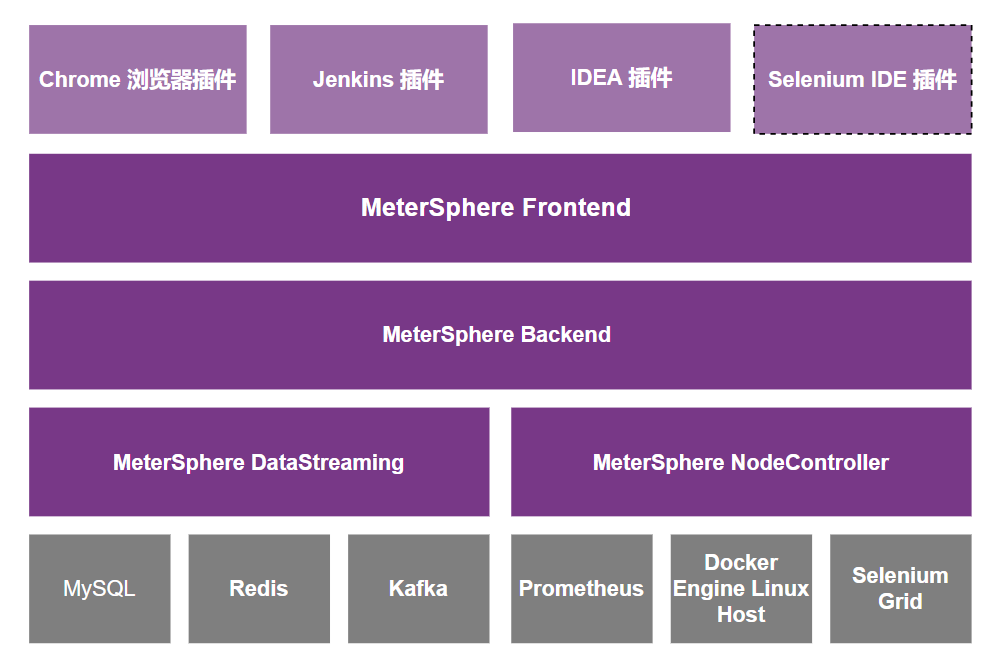 Chrome 浏览器插件
Jenkins 插件
IDEA 插件
Selenium IDE 插件
MeterSphere Frontend
MeterSphere Backend
MeterSphere DataStreaming
MeterSphere NodeController
MySQL
Redis
Kafka
Prometheus
Docker
Engine Linux
Host
Selenium
Grid